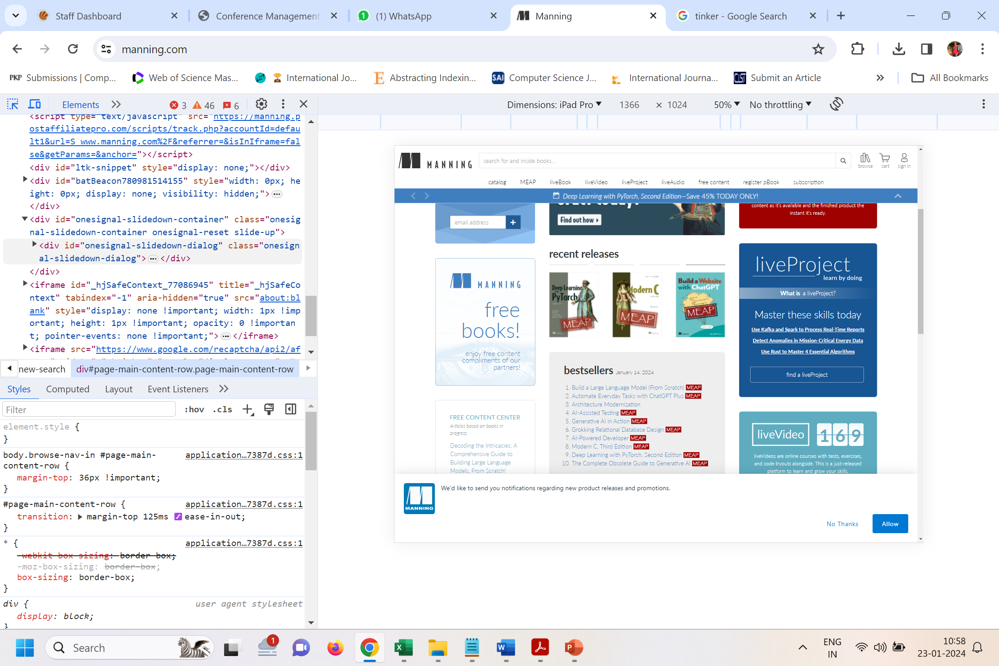 Staff Dashboard
Conference Management
(1) WhatsApp
Manning
tinker - Google Search
manning.com
Submissions | Comp...
Web of Science Mas...
International Jo...
Abstracting Indexin...
Computer Science J...
International Journa...
Submit an Article
All Bookmarks
Elements
3
46
6
Dimensions: iPad Pro
1366
× 1024
50%
No throttling
<script type="text/javascript" src="https://manning.p
ostaffiliatepro.com/scripts/track.php?accountId=defau
lt1&url=S_www.manning.com%2F&referrer=&isInIframe=fal
se&getParams=&anchor="></script>
<div id="ltk-snippet" style="display: none;"></div>
<div id="batBeacon780981514155" style="width: 0px; he
ight: 0px; display: none; visibility: hidden;">
</div>
<div id="onesignal-slidedown-container" class="onesig
nal-slidedown-container onesignal-reset slide-up">
<div id="onesignal-slidedown-dialog" class="onesign
al-slidedown-dialog"> … </div>
</div>
<iframe id="_hjSafeContext_77086945" title="_hjSafeCo
ntext" tabindex="-1" aria-hidden="true" src="about:bl
ank" style="display: none !important; width: 1px !imp
ortant; height: 1px !important; opacity: 0 !importan
t; pointer-events: none !important;"> … </iframe>
<iframe src="https://www.google.com/recaptcha/api2/af
new-search
div#page-main-content-row.page-main-content-row
Styles
Computed
Layout
Event Listeners
Filter
:hov
.cls
element.style {
}
body.browse-nav-in #page-main-
content-row {
application…7387d.css:1
margin-top: 36px !important;
}
#page-main-content-row {
application…7387d.css:1
transition: margin-top 125ms ease-in-out;
}
* {
application…7387d.css:1
-webkit-box-sizing: border-box;
-moz-box-sizing: border-box;
box-sizing: border-box;
}
div {
user agent stylesheet
display: block;
}
MANNING
search for and inside books...
browse
cart
sign in
catalog
MEAP
liveBook
liveVideo
liveProject
liveAudio
free content
register pBook
subscription
Deep Learning with PyTorch, Second Edition—Save 45% TODAY ONLY!
email address
+
order today!
Find out how
content as it's available and the finished product the
instant it's ready.
MANNING
free
books!
enjoy free content
compliments of our
partners!
FREE CONTENT CENTER
Articles based on books in
progress
Decoding the Intricacies: A
Comprehensive Guide to
Building Large Language
Models, From Scratch!
recent releases
Deep Learning
PyTorch
MEAP
Modern C
MEAP
Build a Website
with ChatGPT
MEAP
bestsellers January 14, 2024
1. Build a Large Language Model (From Scratch) MEAP
2. Automate Everyday Tasks with ChatGPT Plus MEAP
3. Architecture Modernization
4. AI-Assisted Testing MEAP
5. Generative AI in Action MEAP
6. Grokking Relational Database Design MEAP
7. AI-Powered Developer MEAP
8. Modern C, Third Edition MEAP
9. Deep Learning with PyTorch, Second Edition MEAP
10. The Complete Obsolete Guide to Generative AI MEAP
liveProject
learn by doing
What is a liveProject?
Master these skills today
Use Kafka and Spark to Process Real-Time Reports
Detect Anomalies in Mission-Critical Energy Data
Use Rust to Master 4 Essential Algorithms
find a liveProject
liveVideo
169
liveVideos are online courses with tests, exercises,
and code tryouts alongside. This is a just-released
platform to learn and grow your skills.
MANNING
We'd like to send you notifications regarding new product releases and promotions.
No Thanks
Allow
Search
1
ENG
IN
10:58
23-01-2024